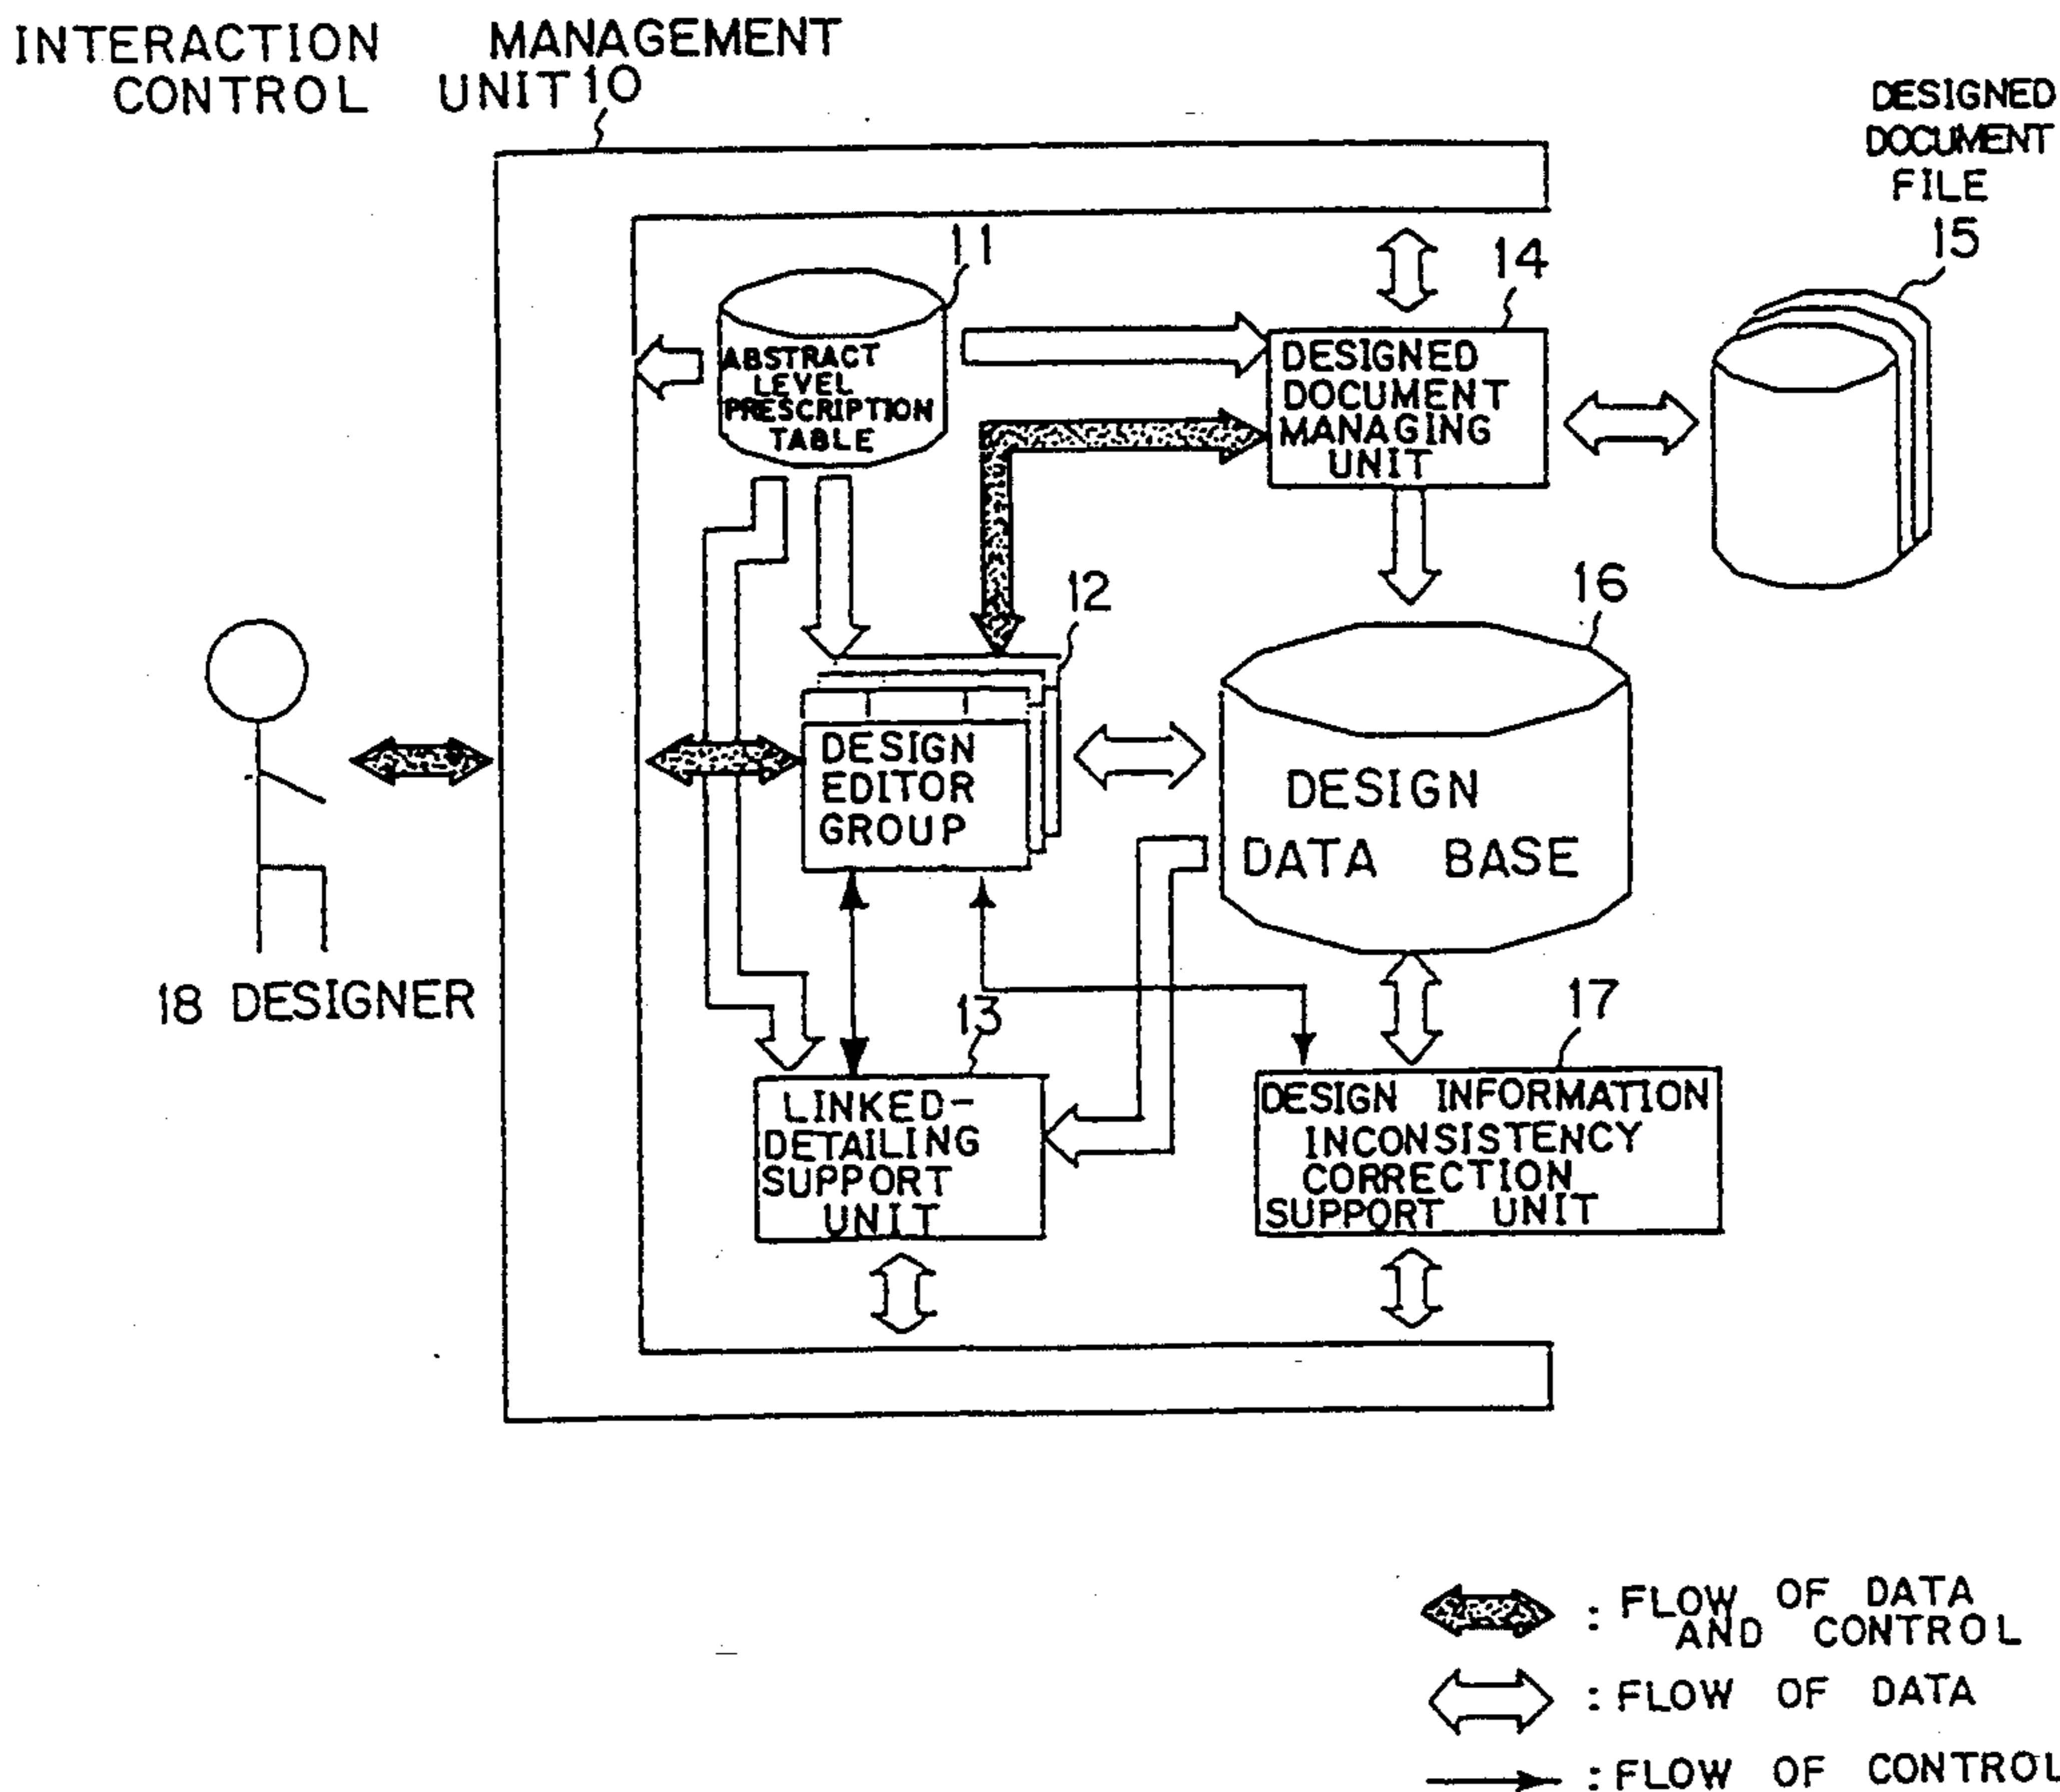 INTERACTION MANAGEMENT
CONTROL UNIT 10
DESIGNED
DOCUMENT
FILE
15
11
14
ABSTRACT
LEVEL
PRESCRIPTION
TABLE
DESIGNED
DOCUMENT
MANAGING
UNIT
12
16
DESIGN
EDITOR
GROUP
DESIGN
DATA BASE
18 DESIGNER
13
17
LINKED-
DETAILING
SUPPORT
UNIT
DESIGN INFORMATION
INCONSISTENCY
CORRECTION
SUPPORT UNIT
: FLOW OF DATA
AND CONTROL
: FLOW OF DATA
: FLOW OF CONTROL